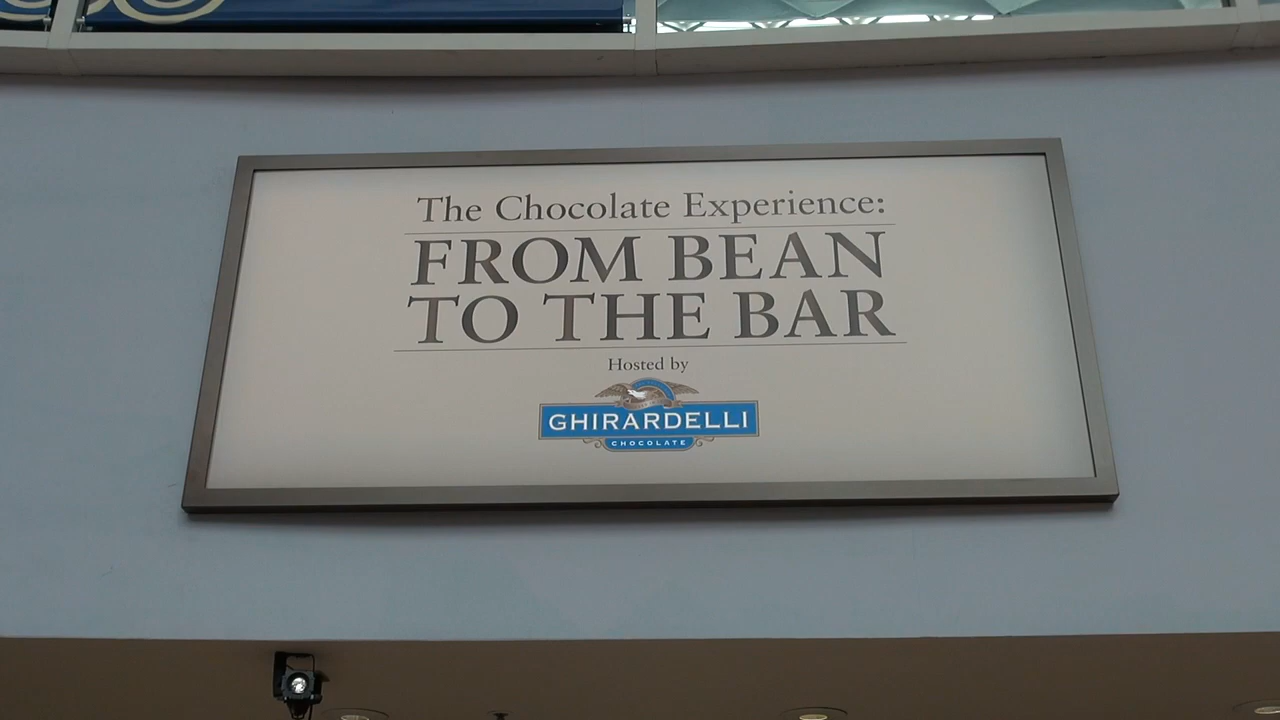 The Chocolate Experience:
FROM BEAN
TO THE BAR
Hosted by
GHIRARDELLI
CHOCOLATE